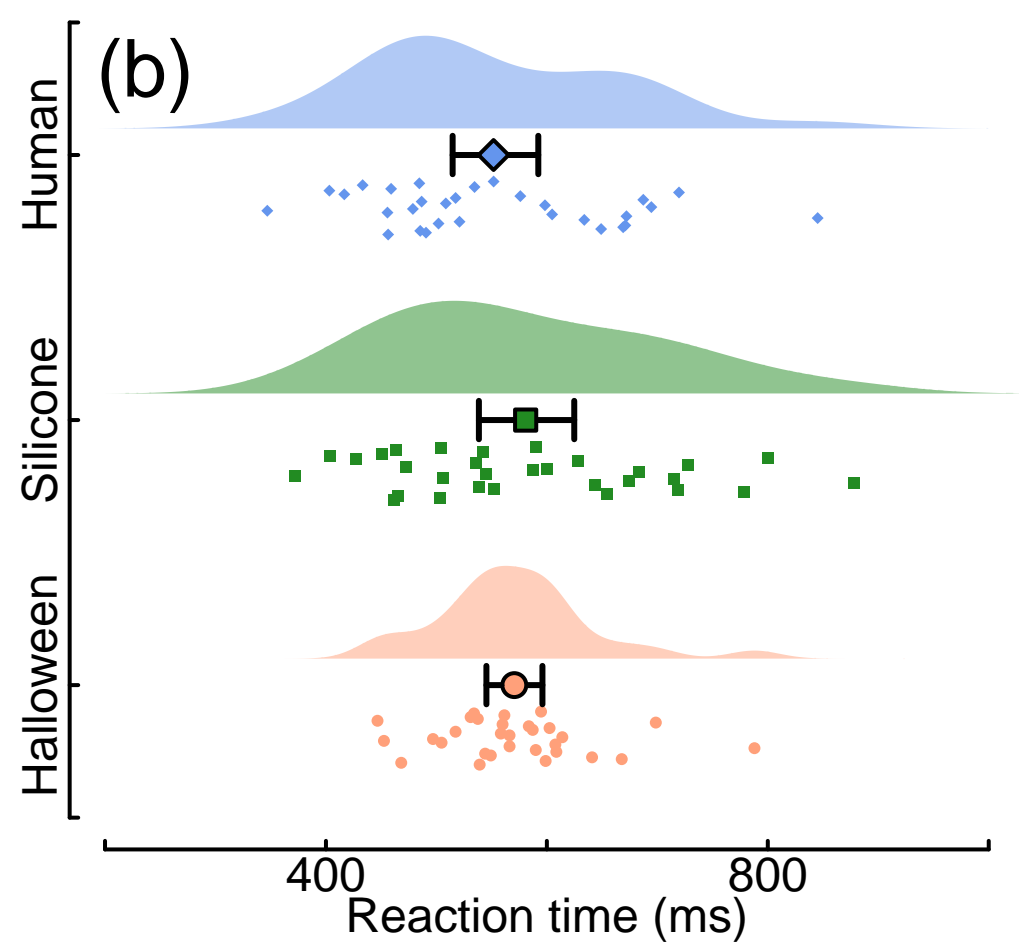 (b)
Human
Silicone
Halloween
400
800
Reaction time (ms)